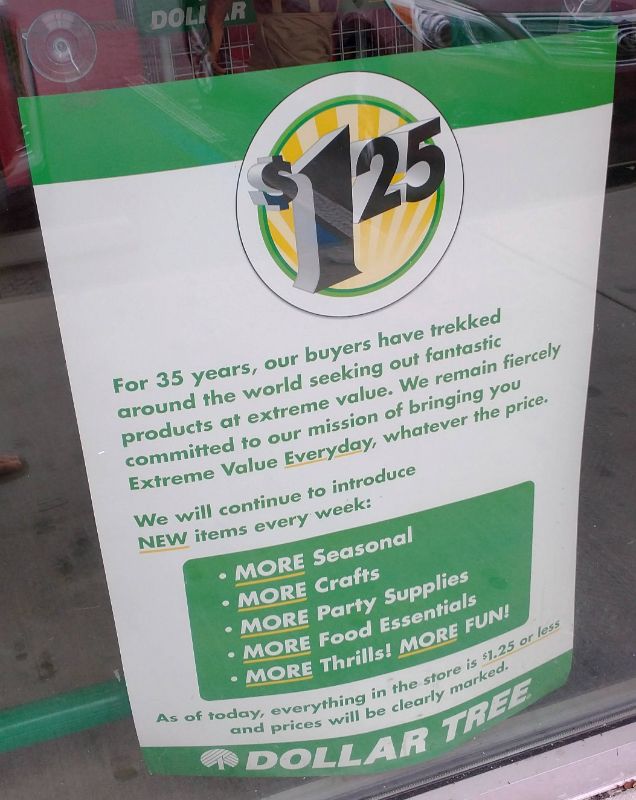 DOLLAR
$1.25
For 35 years, our buyers have trekked
around the world seeking out fantastic
products at extreme value. We remain fiercely
committed to our mission of bringing you
Extreme Value Everyday, whatever the price.
We will continue to introduce
NEW items every week:
• MORE Seasonal
• MORE Crafts
• MORE Party Supplies
• MORE Food Essentials
• MORE Thrills! MORE FUN!
As of today, everything in the store is $1.25 or less
and prices will be clearly marked.
DOLLAR TREE